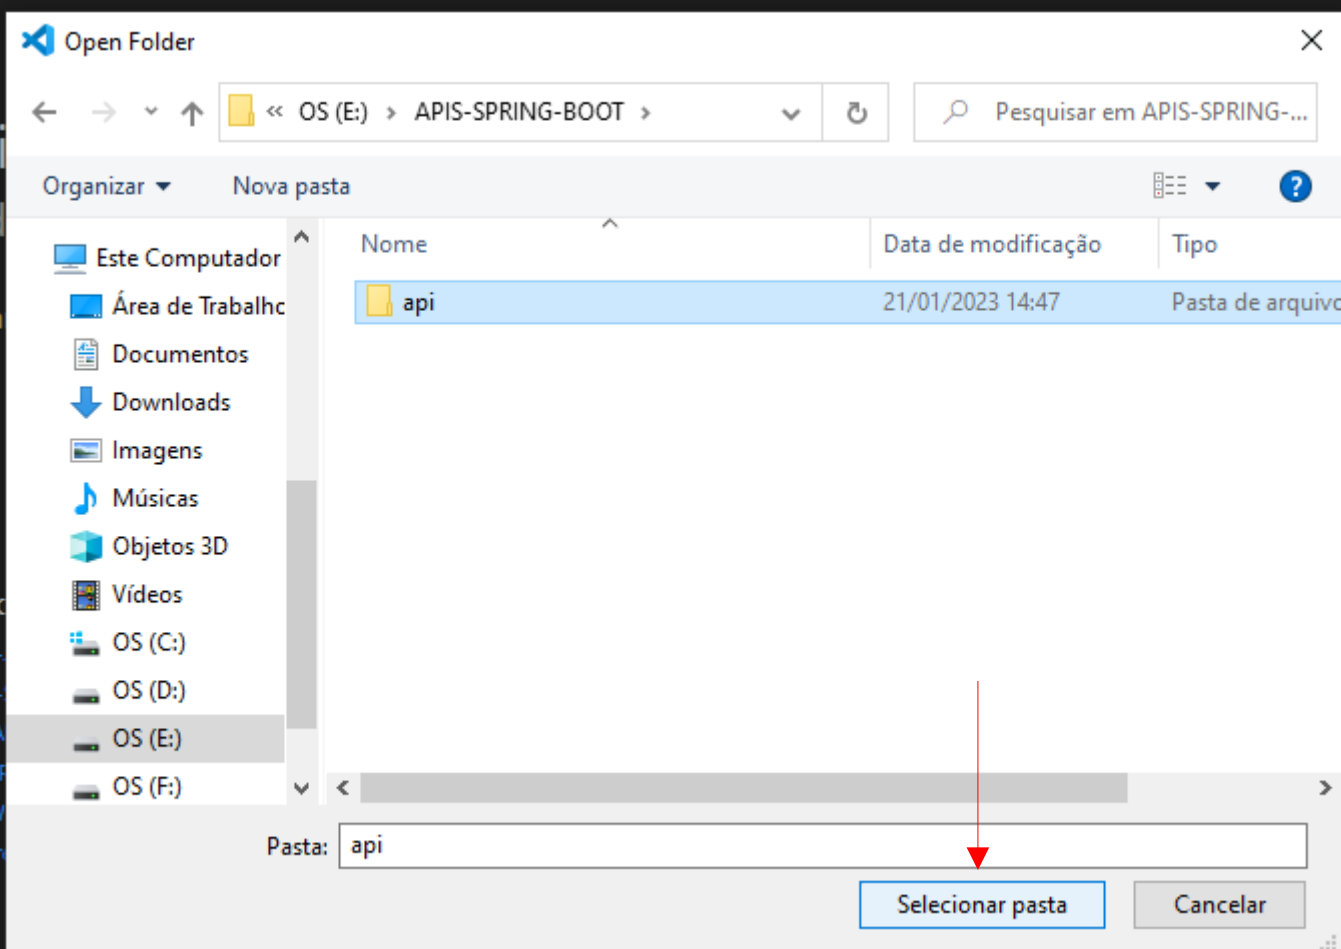 Open Folder
« OS (E:) › APIS-SPRING-BOOT ›
Pesquisar em APIS-SPRING-...
Organizar
Nova pasta
?
Nome
Data de modificação
Tipo
Este Computador
Área de Trabalho
Documentos
Downloads
Imagens
Músicas
Objetos 3D
Vídeos
OS (C:)
OS (D:)
OS (E:)
OS (F:)
api
21/01/2023 14:47
Pasta de arquivo
Pasta:
api
Selecionar pasta
Cancelar